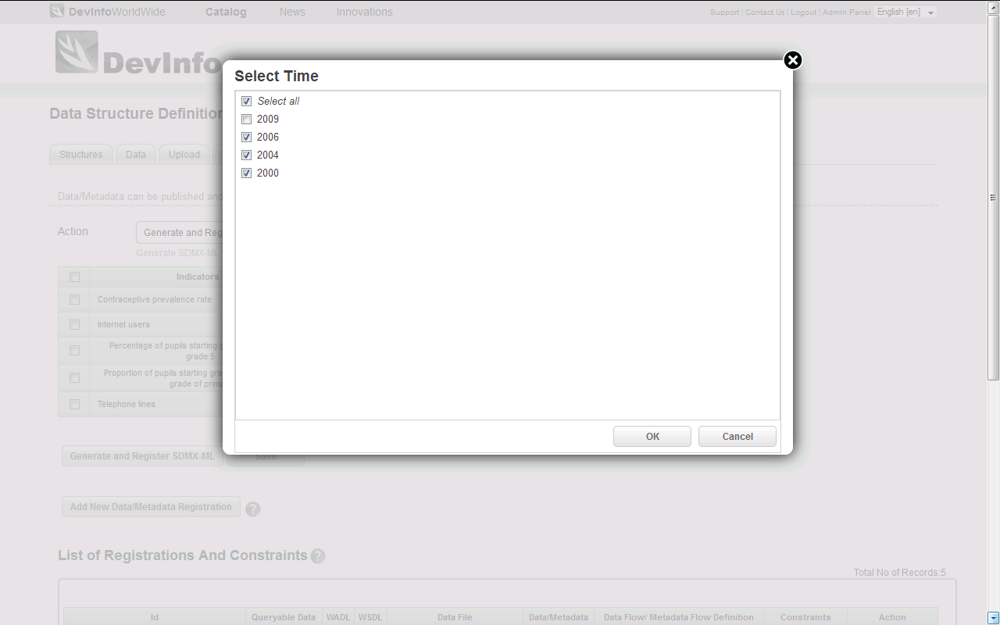 DevInfoWorldWide Catalog News Innovations Support | Contact Us | Logout | Admin Panel English [en]
DevInfo
Select Time
Select all
2009
2006
2004
2000
OK Cancel
Data Structure Definition
Structures Data Upload
Data/Metadata can be published and
Action Generate and Reg
Generate SDMX-ML
Indicators
Contraceptive prevalence rate
Internet users
Percentage of pupils starting
grade 5
Proportion of pupils starting
grade of prim
Telephone lines
Generate and Register SDMX-ML Save
Add New Data/Metadata Registration ?
List of Registrations And Constraints ?
Total No of Records:5
Id Queryable Data WADL WSDL Data File Data/Metadata Data Flow/ Metadata Flow Definition Constraints Action